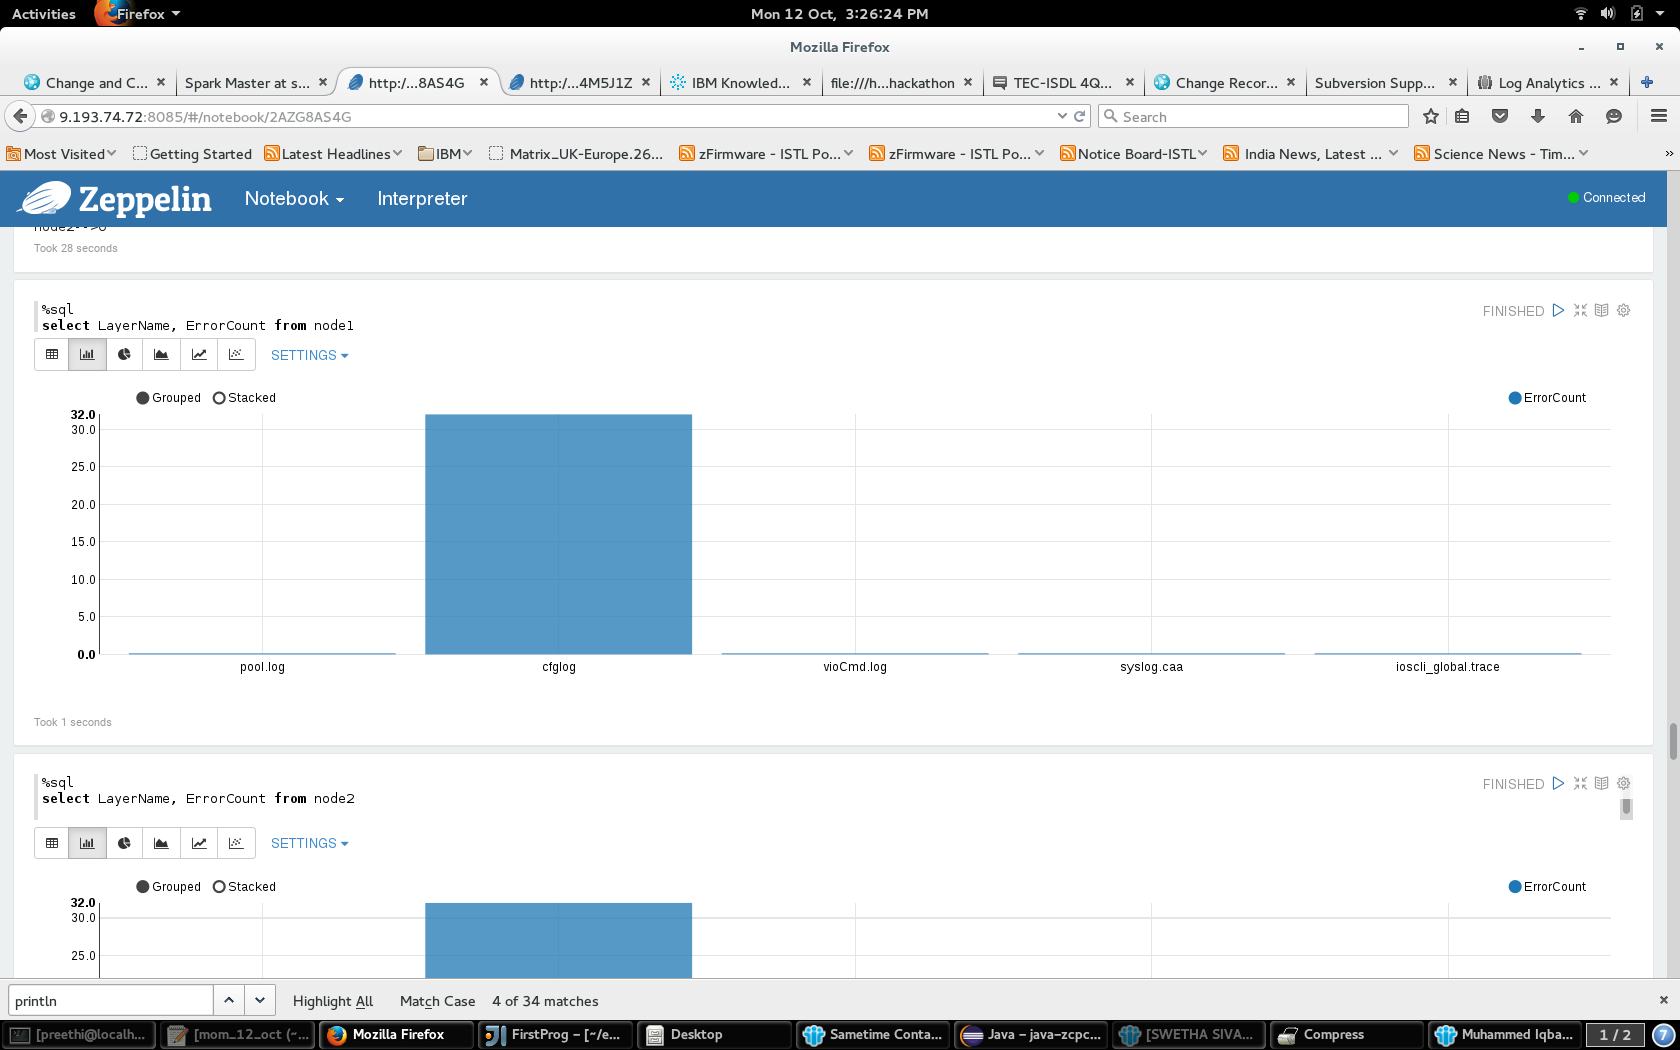 Activities Firefox Mon 12 Oct, 3:26:24 PM
Mozilla Firefox
Change and C... Spark Master at s... http:/...8AS4G http:/...4M5J1Z IBM Knowled... file:///h...hackathon TEC-ISDL 4Q... Change Recor... Subversion Supp... Log Analytics ...
9.193.74.72:8085/#/notebook/2AZG8AS4G Search
Most Visited Getting Started Latest Headlines IBM Matrix_UK-Europe.26... zFirmware - ISTL Po... zFirmware - ISTL Po... Notice Board-ISTL India News, Latest ... Science News - Tim... »
Zeppelin Notebook Interpreter Connected
node2-->0
Took 28 seconds
%sql FINISHED
select LayerName, ErrorCount from node1
SETTINGS
Grouped Stacked ErrorCount
32.0
30.0
25.0
20.0
15.0
10.0
5.0
0.0
pool.log cfglog vioCmd.log syslog.caa ioscli_global.trace
Took 1 seconds
%sql FINISHED
select LayerName, ErrorCount from node2
SETTINGS
Grouped Stacked ErrorCount
32.0
30.0
25.0
println Highlight All Match Case 4 of 34 matches
[preethi@localh... [mom_12_oct (~... Mozilla Firefox FirstProg – [~/e... Desktop Sametime Conta... Java – java-zcpc... [SWETHA SIVA... Compress Muhammed Iqba... 1 / 2 7